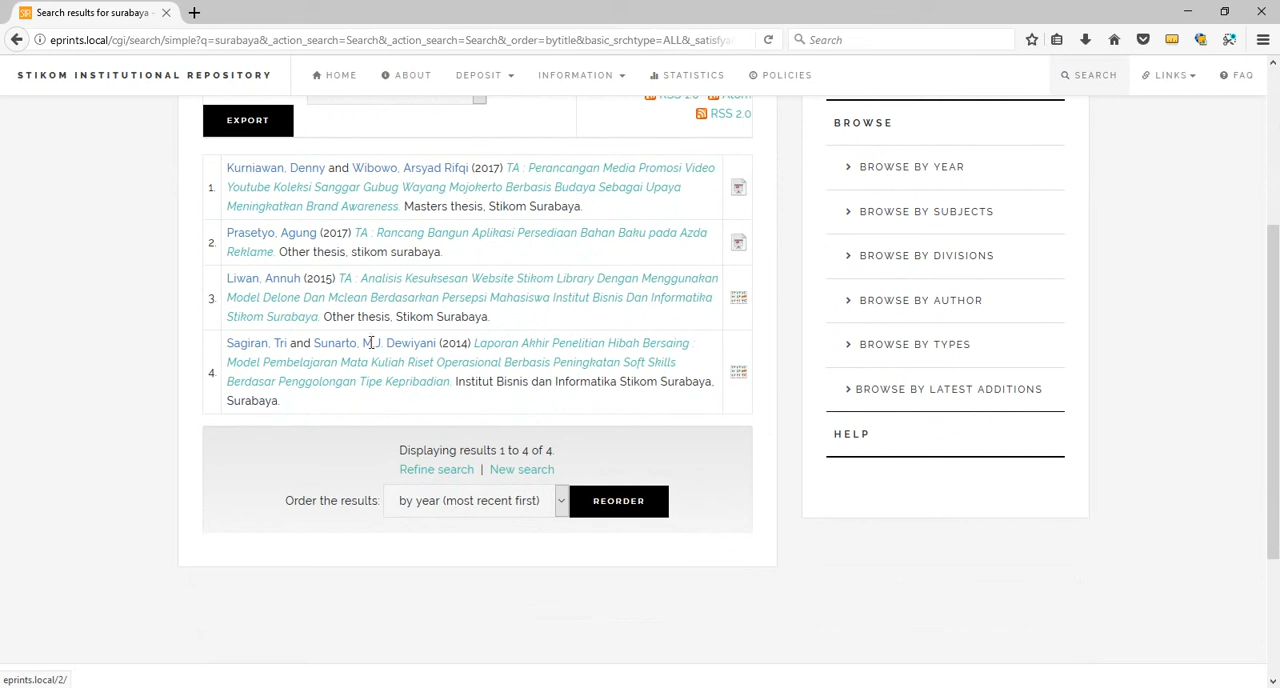 Search results for surabaya -
eprints.local/cgi/search/simple?q=surabaya&_action_search=Search&_action_search=Search&_order=bytitle&basic_srchtype=ALL&_satisfya
Search
STIKOM INSTITUTIONAL REPOSITORY
HOME
ABOUT
DEPOSIT
INFORMATION
STATISTICS
POLICIES
SEARCH
LINKS
FAQ
RSS 1.0 Atom
RSS 2.0
EXPORT
1. Kurniawan, Denny and Wibowo, Arsyad Rifqi (2017) TA : Perancangan Media Promosi Video
Youtube Koleksi Sanggar Gubug Wayang Mojokerto Berbasis Budaya Sebagai Upaya
Meningkatkan Brand Awareness. Masters thesis, Stikom Surabaya.
2. Prasetyo, Agung (2017) TA : Rancang Bangun Aplikasi Persediaan Bahan Baku pada Azda
Reklame. Other thesis, stikom surabaya.
3. Liwan, Annuh (2015) TA : Analisis Kesuksesan Website Stikom Library Dengan Menggunakan
Model Delone Dan Mclean Berdasarkan Persepsi Mahasiswa Institut Bisnis Dan Informatika
Stikom Surabaya. Other thesis, Stikom Surabaya.
4. Sagiran, Tri and Sunarto, M.J. Dewiyani (2014) Laporan Akhir Penelitian Hibah Bersaing :
Model Pembelajaran Mata Kuliah Riset Operasional Berbasis Peningkatan Soft Skills
Berdasar Penggolongan Tipe Kepribadian. Institut Bisnis dan Informatika Stikom Surabaya,
Surabaya.
Displaying results 1 to 4 of 4.
Refine search | New search
Order the results: by year (most recent first) REORDER
BROWSE
BROWSE BY YEAR
BROWSE BY SUBJECTS
BROWSE BY DIVISIONS
BROWSE BY AUTHOR
BROWSE BY TYPES
BROWSE BY LATEST ADDITIONS
HELP
eprints.local/2/